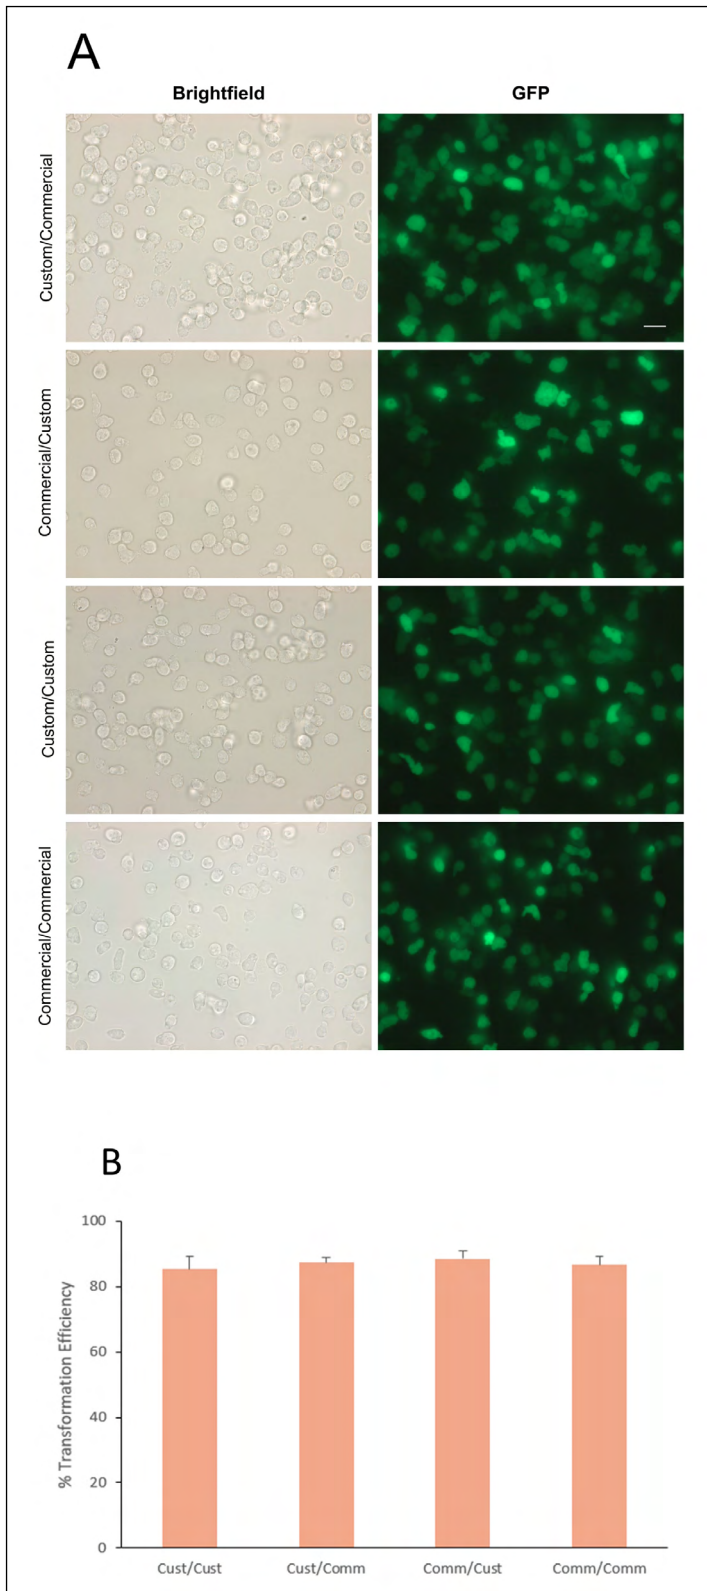 A
Brightfield GFP
Custom/Commercial
Commercial/Custom
Custom/Custom
Commercial/Commercial
B
% Transformation Efficiency
100
80
60
40
20
0
Cust/Cust Cust/Comm Comm/Cust Comm/Comm